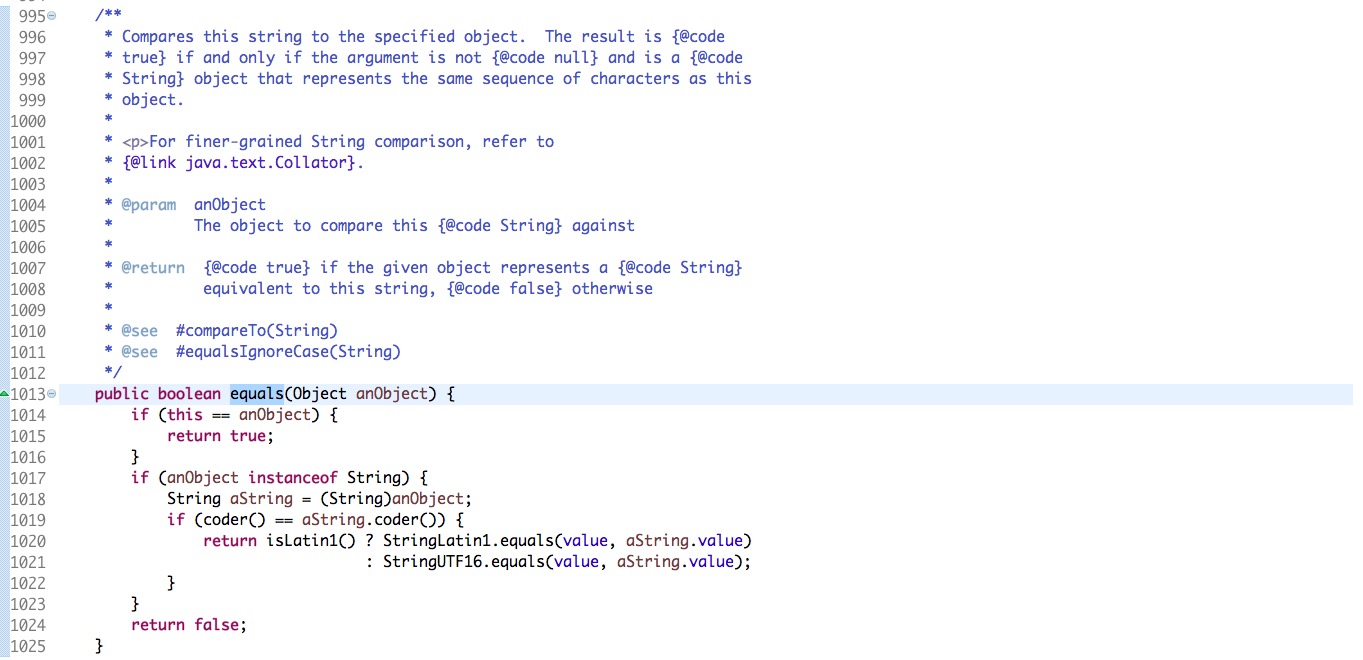 995 /**
996 * Compares this string to the specified object.  The result is {@code
997 * true} if and only if the argument is not {@code null} and is a {@code
998 * String} object that represents the same sequence of characters as this
999 * object.
1000 *
1001 * <p>For finer-grained String comparison, refer to
1002 * {@link java.text.Collator}.
1003 *
1004 * @param  anObject
1005 *         The object to compare this {@code String} against
1006 *
1007 * @return  {@code true} if the given object represents a {@code String}
1008 *          equivalent to this string, {@code false} otherwise
1009 *
1010 * @see  #compareTo(String)
1011 * @see  #equalsIgnoreCase(String)
1012 */
1013 public boolean equals(Object anObject) {
1014     if (this == anObject) {
1015         return true;
1016     }
1017     if (anObject instanceof String) {
1018         String aString = (String)anObject;
1019         if (coder() == aString.coder()) {
1020             return isLatin1() ? StringLatin1.equals(value, aString.value)
1021                               : StringUTF16.equals(value, aString.value);
1022         }
1023     }
1024     return false;
1025 }